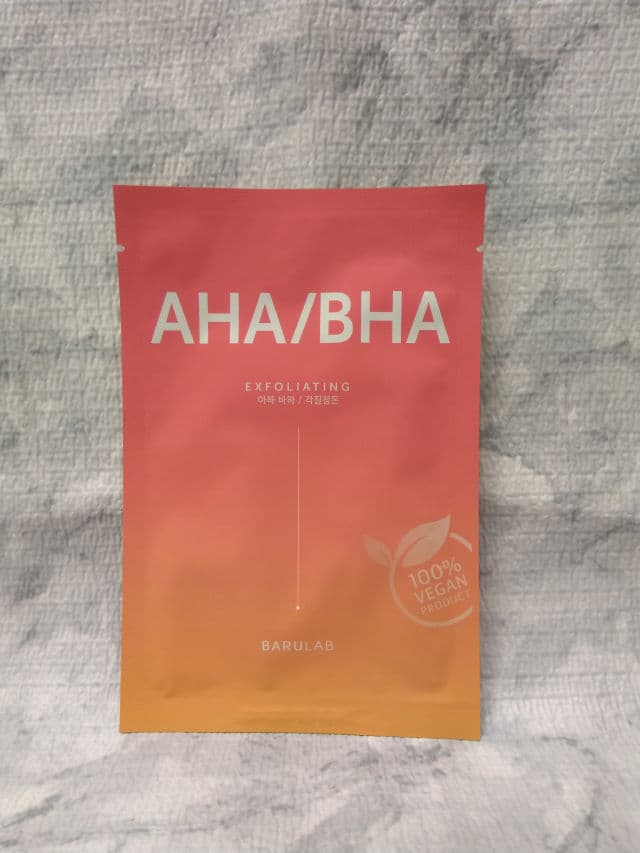 AHA/BHA
EXFOLIATING
아하 바하 / 각질정돈
BARULAB
100%
VEGAN
PRODUCT